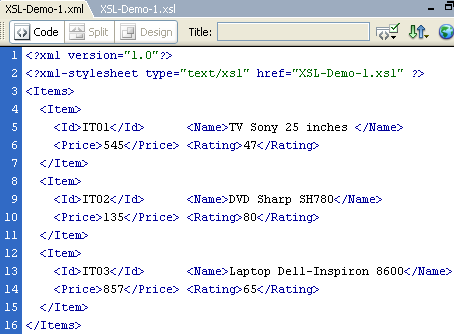 XSL-Demo-1.xml XSL-Demo-1.xsl
Code Split Design Title:
1 <?xml version="1.0"?>
2 <?xml-stylesheet type="text/xsl" href="XSL-Demo-1.xsl" ?>
3 <Items>
4 <Item>
5 <Id>IT01</Id> <Name>TV Sony 25 inches </Name>
6 <Price>545</Price> <Rating>47</Rating>
7 </Item>
8 <Item>
9 <Id>IT02</Id> <Name>DVD Sharp SH780</Name>
10 <Price>135</Price> <Rating>80</Rating>
11 </Item>
12 <Item>
13 <Id>IT03</Id> <Name>Laptop Dell-Inspiron 8600</Name>
14 <Price>857</Price> <Rating>65</Rating>
15 </Item>
16 </Items>